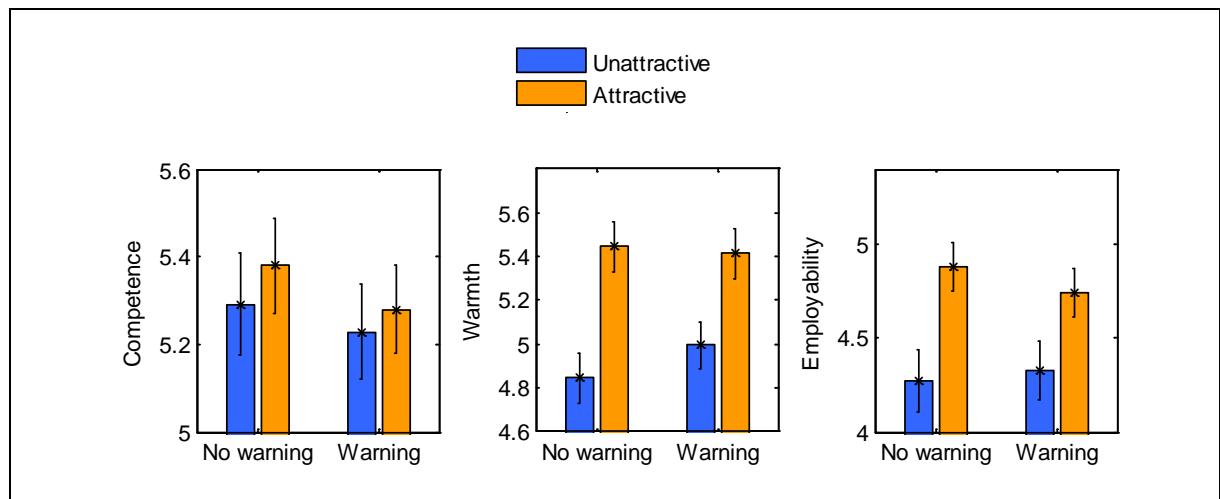 Unattractive
Attractive
Competence
5.6
5.4
5.2
5
No warning Warning
Warmth
5.6
5.4
5.2
5
4.8
4.6
No warning Warning
Employability
5
4.5
4
No warning Warning